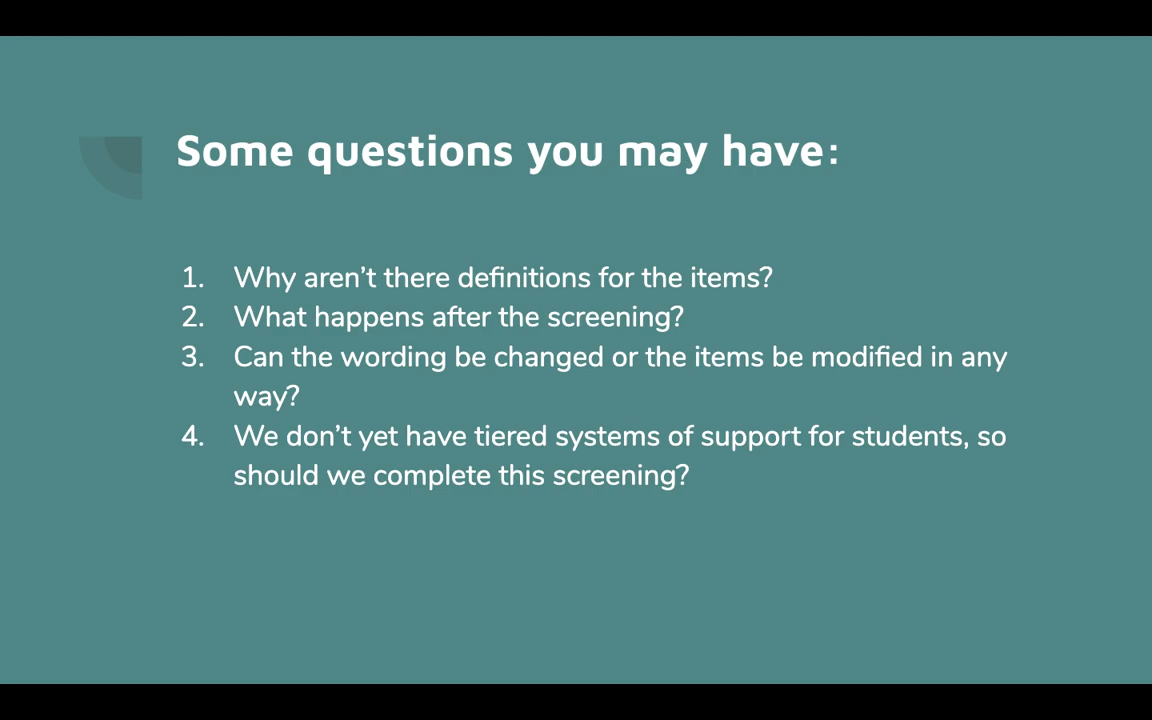 Some questions you may have:
1. Why aren’t there definitions for the items?
2. What happens after the screening?
3. Can the wording be changed or the items be modified in any
way?
4. We don’t yet have tiered systems of support for students, so
should we complete this screening?